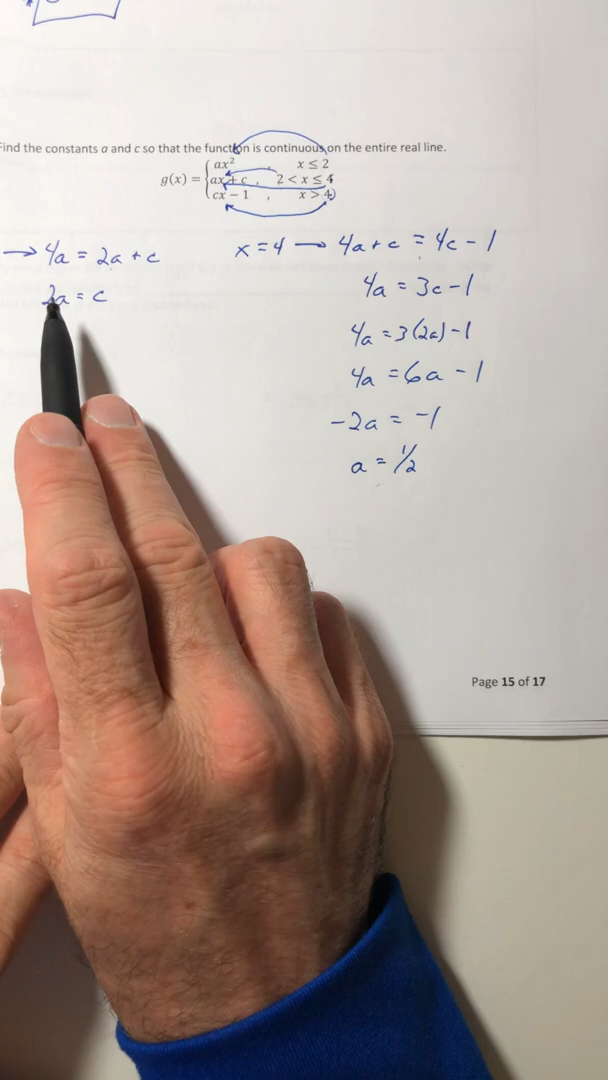 Find the constants a and c so that the function is continuous on the entire real line.
g(x) = { ax², x ≤ 2
ax + c, 2 < x ≤ 4
cx − 1, x > 4
→ 4a = 2a + c
2a = c
x = 4 → 4a + c = 4c − 1
4a = 3c − 1
4a = 3(2a) − 1
4a = 6a − 1
−2a = −1
a = 1/2
Page 15 of 17